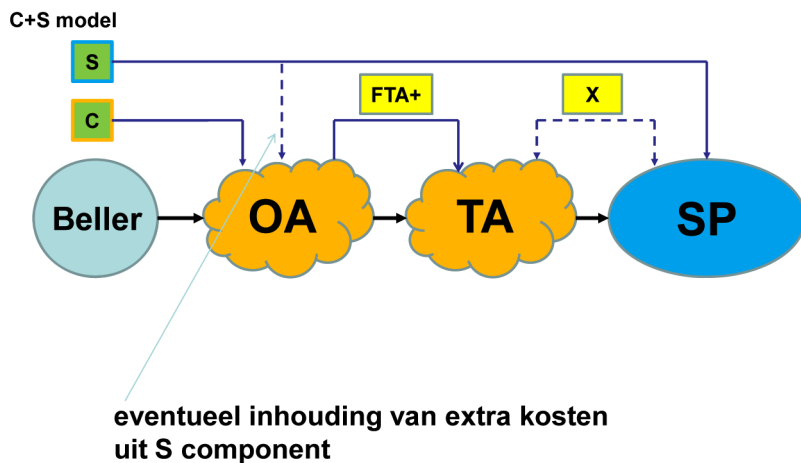 C+S model
S
FTA+
X
C
Beller
OA
TA
SP
eventueel inhouding van extra kosten
uit S component